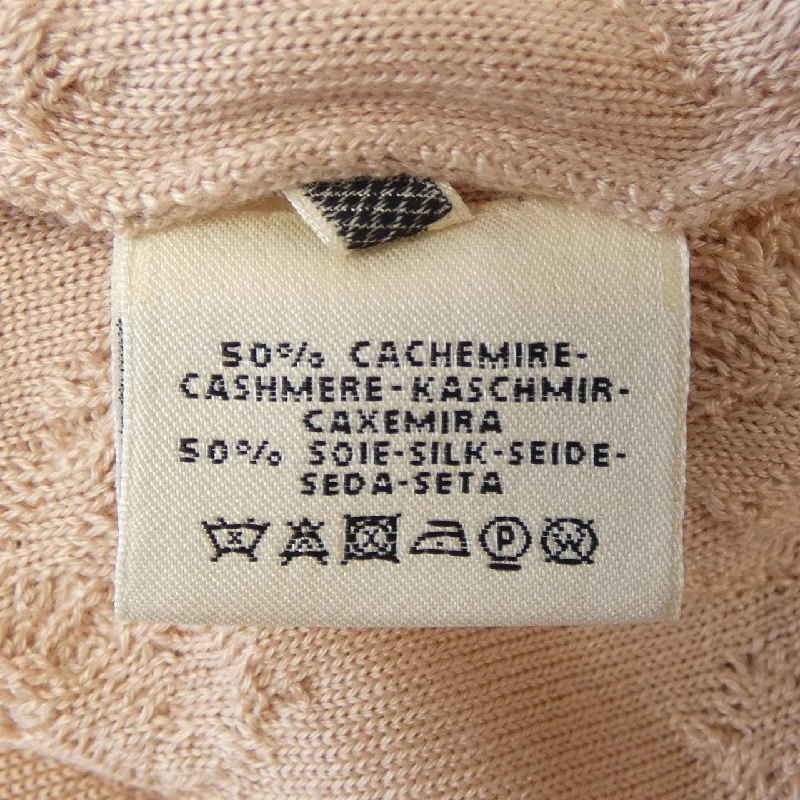 50% CACHEMIRE-
CASHMERE-KASCHMIR-
CAXEMIRA
50% SOIE-SILK-SEIDE-
SEDA-SETA
P W